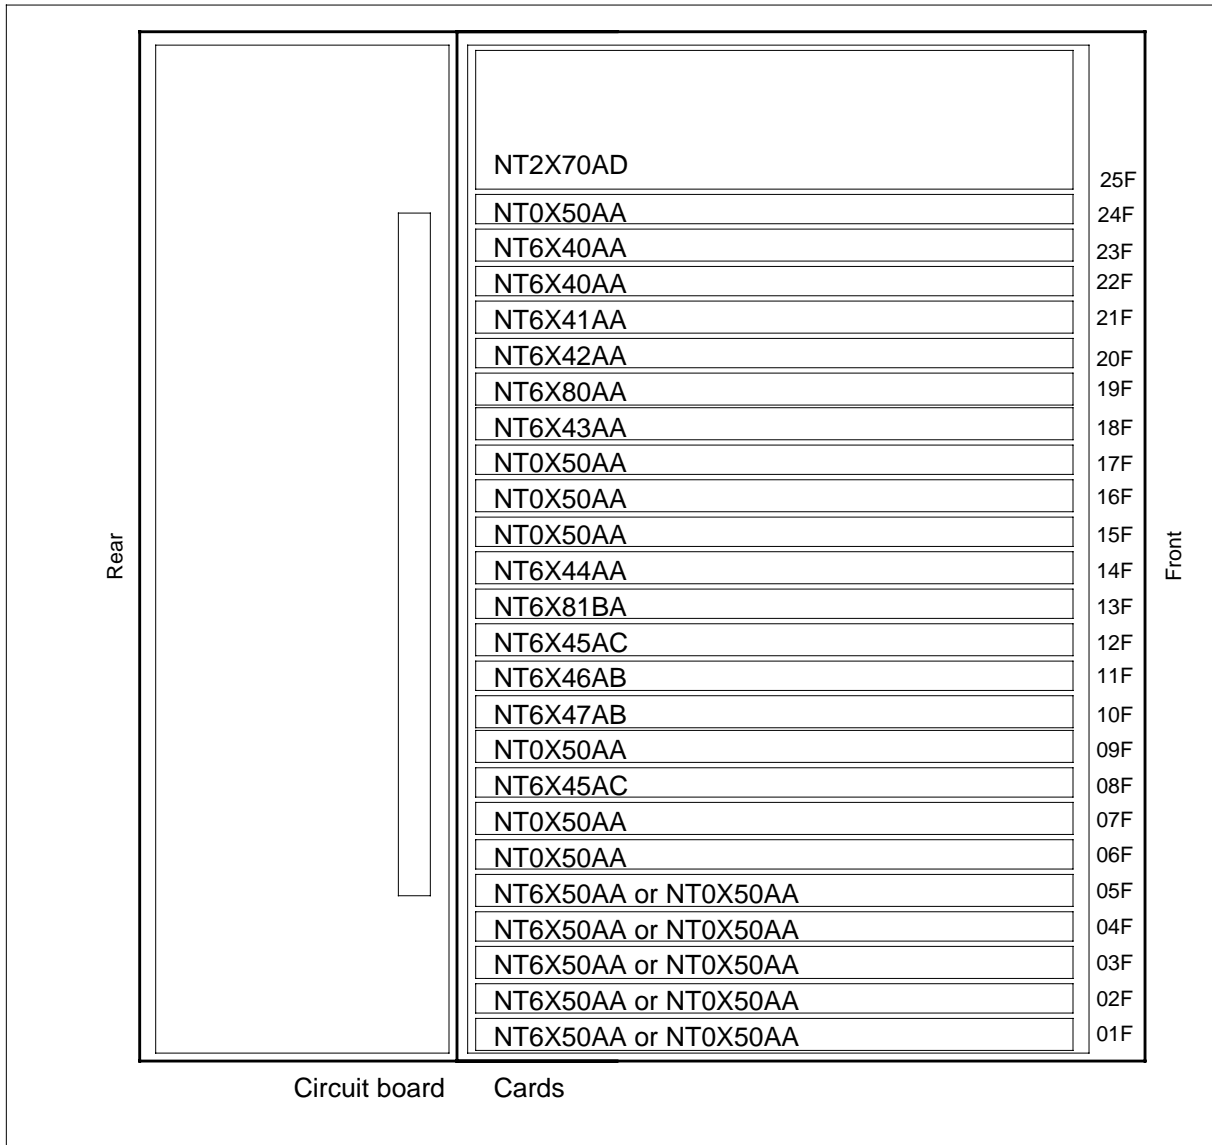 NT2X70AD 25F
NT0X50AA 24F
NT6X40AA 23F
NT6X40AA 22F
NT6X41AA 21F
NT6X42AA 20F
NT6X80AA 19F
NT6X43AA 18F
NT0X50AA 17F
NT0X50AA 16F
NT0X50AA 15F
Rear
Front
NT6X44AA 14F
NT6X81BA 13F
NT6X45AC 12F
NT6X46AB 11F
NT6X47AB 10F
NT0X50AA 09F
NT6X45AC 08F
NT0X50AA 07F
NT0X50AA 06F
NT6X50AA or NT0X50AA 05F
NT6X50AA or NT0X50AA 04F
NT6X50AA or NT0X50AA 03F
NT6X50AA or NT0X50AA 02F
NT6X50AA or NT0X50AA 01F
Circuit board Cards